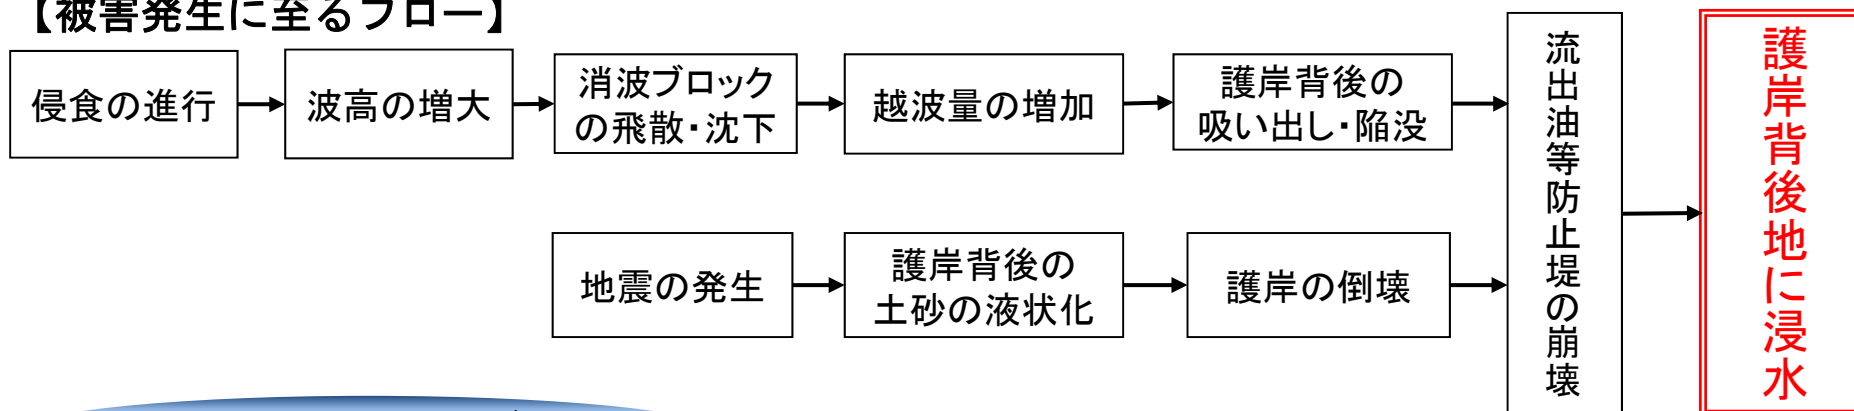 【被害発生に至るフロー】
侵食の進行
波高の増大
消波ブロック
の飛散・沈下
越波量の増加
護岸背後の
吸い出し・陥没
地震の発生
護岸背後の
土砂の液状化
護岸の倒壊
流出油等防止堤の崩壊
護岸背後地に浸水